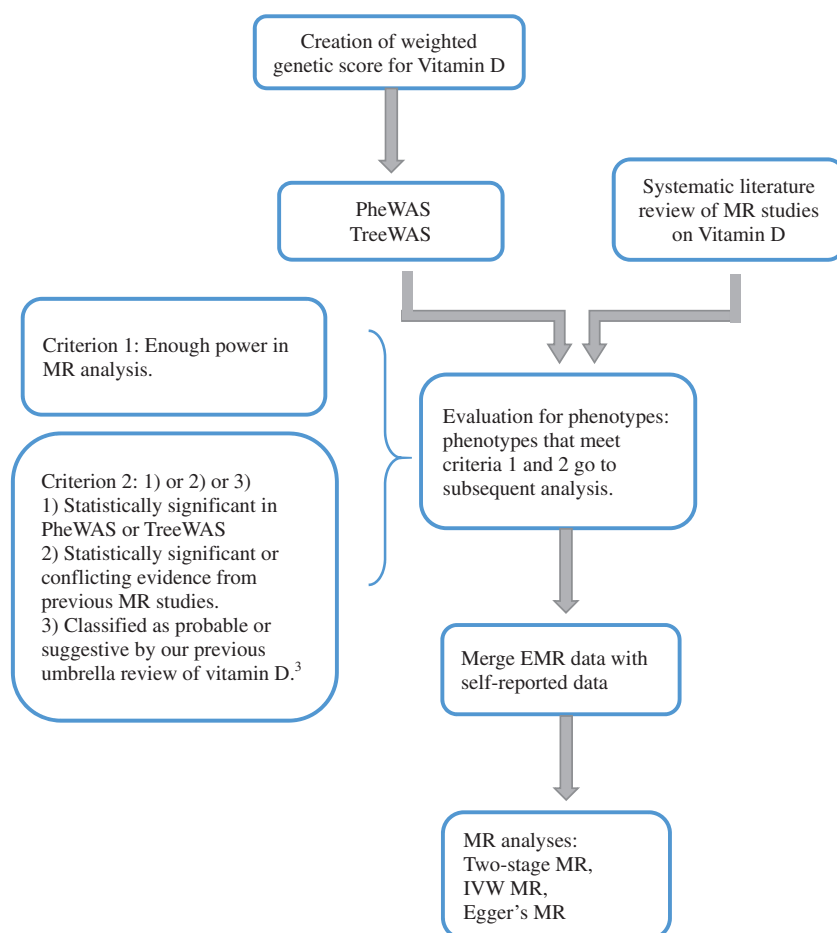 Creation of weighted
genetic score for Vitamin D
PheWAS
TreeWAS
Systematic literature
review of MR studies
on Vitamin D
Criterion 1: Enough power in
MR analysis.
Criterion 2: 1) or 2) or 3)
1) Statistically significant in
PheWAS or TreeWAS
2) Statistically significant or
conflicting evidence from
previous MR studies.
3) Classified as probable or
suggestive by our previous
umbrella review of vitamin D.³
Evaluation for phenotypes:
phenotypes that meet
criteria 1 and 2 go to
subsequent analysis.
Merge EMR data with
self-reported data
MR analyses:
Two-stage MR,
IVW MR,
Egger’s MR